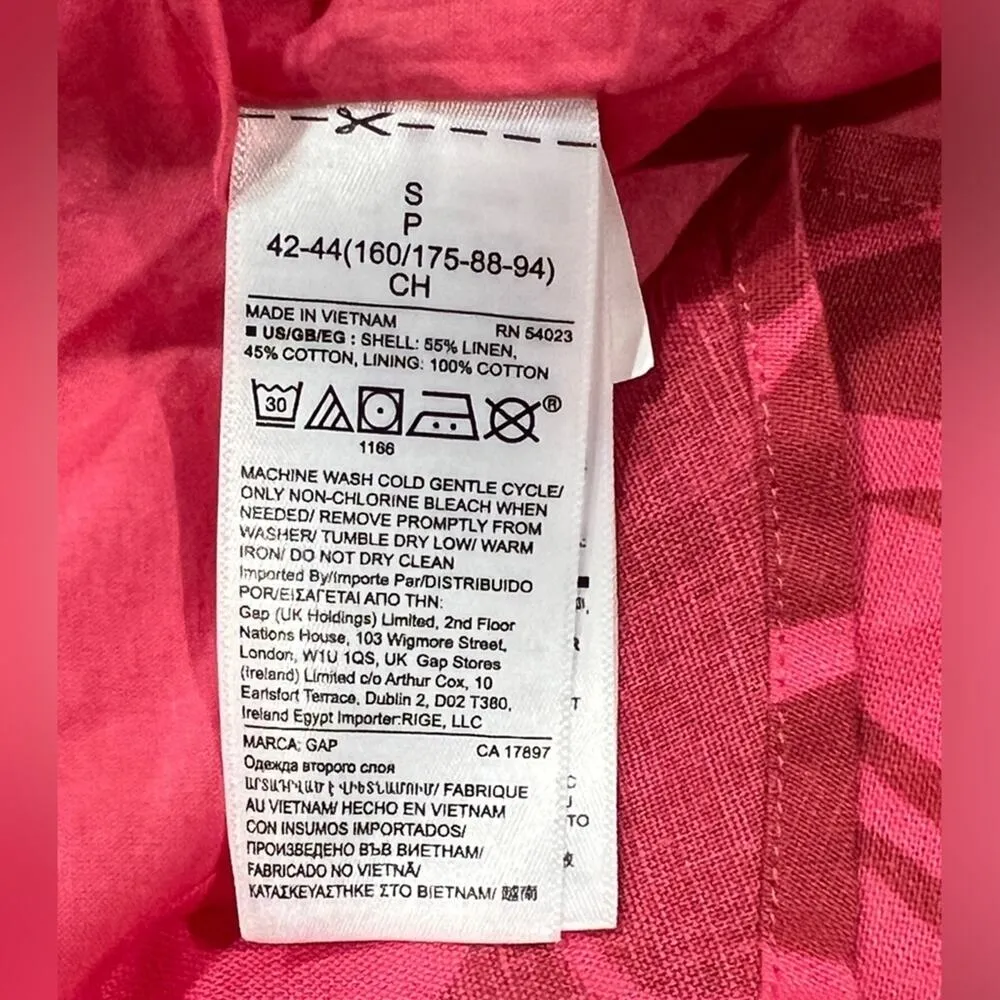 S
P
42-44(160/175-88-94)
CH
MADE IN VIETNAM RN 54023
■ US/GB/EG : SHELL: 55% LINEN,
45% COTTON, LINING: 100% COTTON
30
®
1166
MACHINE WASH COLD GENTLE CYCLE/
ONLY NON-CHLORINE BLEACH WHEN
NEEDED/ REMOVE PROMPTLY FROM
WASHER/ TUMBLE DRY LOW/ WARM
IRON/ DO NOT DRY CLEAN
Imported By/Importe Par/DISTRIBUIDO
POR/ΕΙΣΑΓΕΤΑΙ ΑΠΟ ΤΗΝ:
Gap (UK Holdings) Limited, 2nd Floor
Nations House, 103 Wigmore Street,
London, W1U 1QS, UK Gap Stores
(Ireland) Limited c/o Arthur Cox, 10
Earlsfort Terrace, Dublin 2, D02 T380,
Ireland Egypt Importer:RIGE, LLC
MARCA: GAP CA 17897
Одежда второго слоя
ԱՐՏԱԴՐՎԱԾ Է ՎԻԵՏՆԱՄՈՒՄ/ FABRIQUE
AU VIETNAM/ HECHO EN VIETNAM
CON INSUMOS IMPORTADOS/
ПРОИЗВЕДЕНО ВЪВ ВИЕТНАМ/
FABRICADO NO VIETNÃ/
ΚΑΤΑΣΚΕΥΑΣΤΗΚΕ ΣΤΟ ΒΙΕΤΝΑΜ/ 越南
R
T
C
J
TO